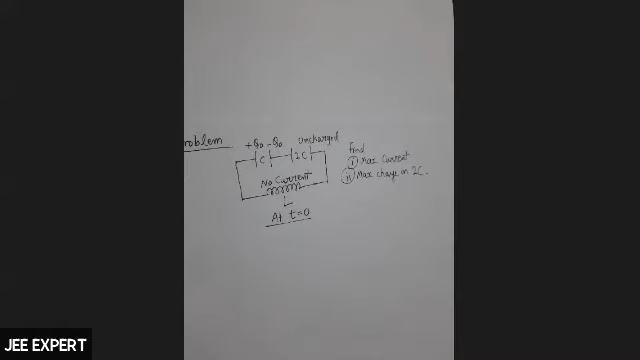 roblem
+Q₀ -Q₀ uncharged
C 2C
No Current
L
At t=0
Find
(i) Max Current
(ii) Max charge on 2C.
JEE EXPERT